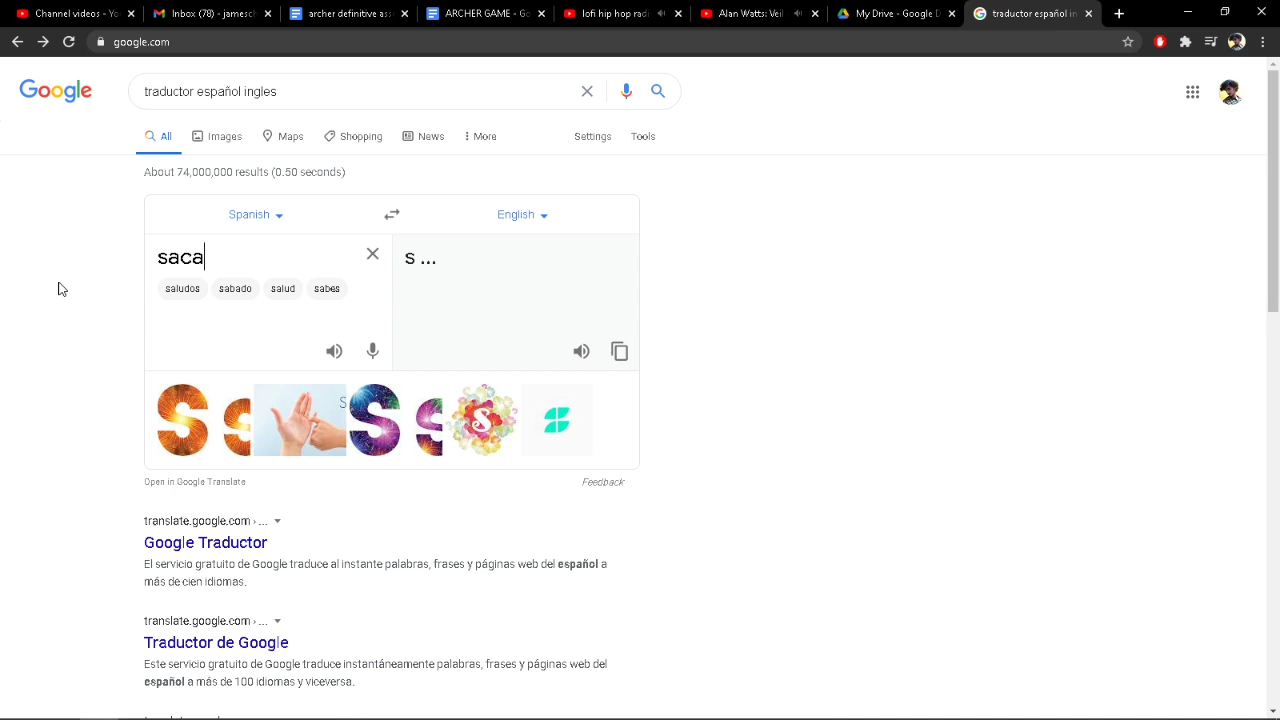 Channel videos - Yo
Inbox (78) - jamesch
archer definitive ass
ARCHER GAME - Go
lofi hip hop radi
Alan Watts: Veil
My Drive - Google D
traductor español in
google.com
Google
traductor español ingles
All
Images
Maps
Shopping
News
More
Settings
Tools
About 74,000,000 results (0.50 seconds)
Spanish
English
saca
s ...
saludos
sabado
salud
sabes
S
Open in Google Translate
Feedback
translate.google.com › ...
Google Traductor
El servicio gratuito de Google traduce al instante palabras, frases y páginas web del español a
más de cien idiomas.
translate.google.com › ...
Traductor de Google
Este servicio gratuito de Google traduce instantáneamente palabras, frases y páginas web del
español a más de 100 idiomas y viceversa.